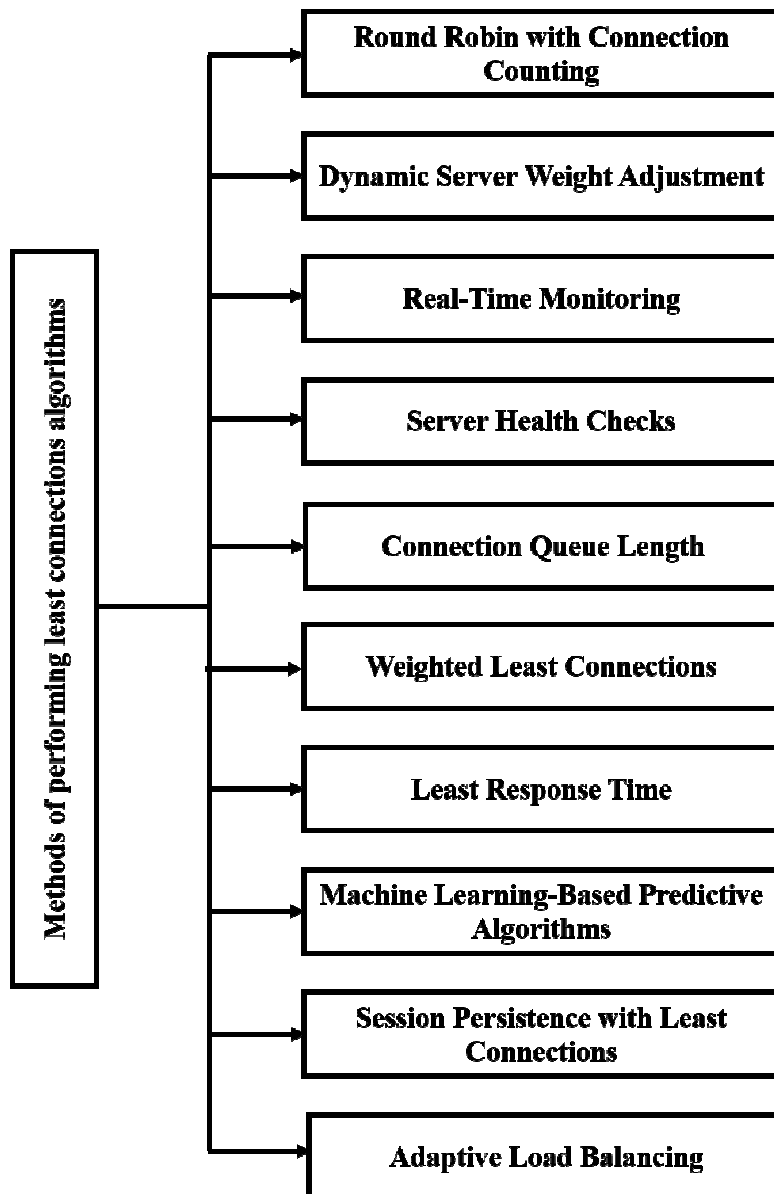 Methods of performing least connections algorithms
Round Robin with Connection
Counting
Dynamic Server Weight Adjustment
Real-Time Monitoring
Server Health Checks
Connection Queue Length
Weighted Least Connections
Least Response Time
Machine Learning-Based Predictive
Algorithms
Session Persistence with Least
Connections
Adaptive Load Balancing